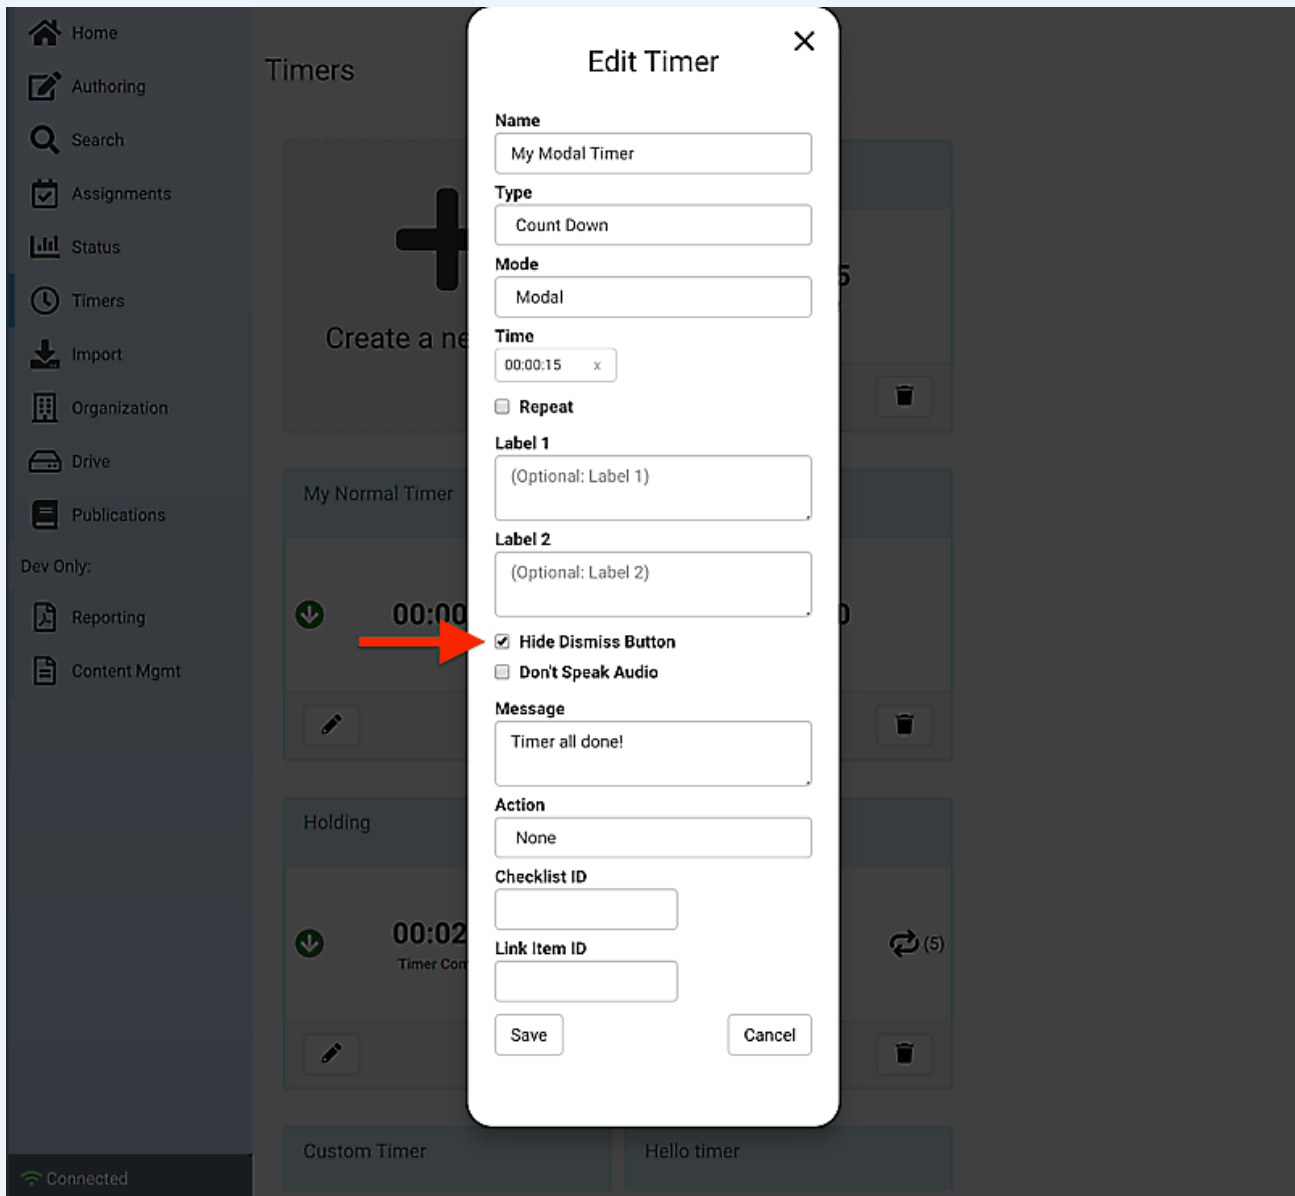 Home
Authoring
Search
Assignments
Status
Timers
Import
Organization
Drive
Publications
Dev Only:
Reporting
Content Mgmt
Connected
Timers
Create a ne
5
My Normal Timer
00:00
0
Holding
00:02
Timer Con
(5)
Custom Timer
Hello timer
Edit Timer
Name
My Modal Timer
Type
Count Down
Mode
Modal
Time
00:00:15 x
Repeat
Label 1
(Optional: Label 1)
Label 2
(Optional: Label 2)
Hide Dismiss Button
Don't Speak Audio
Message
Timer all done!
Action
None
Checklist ID
Link Item ID
Save
Cancel